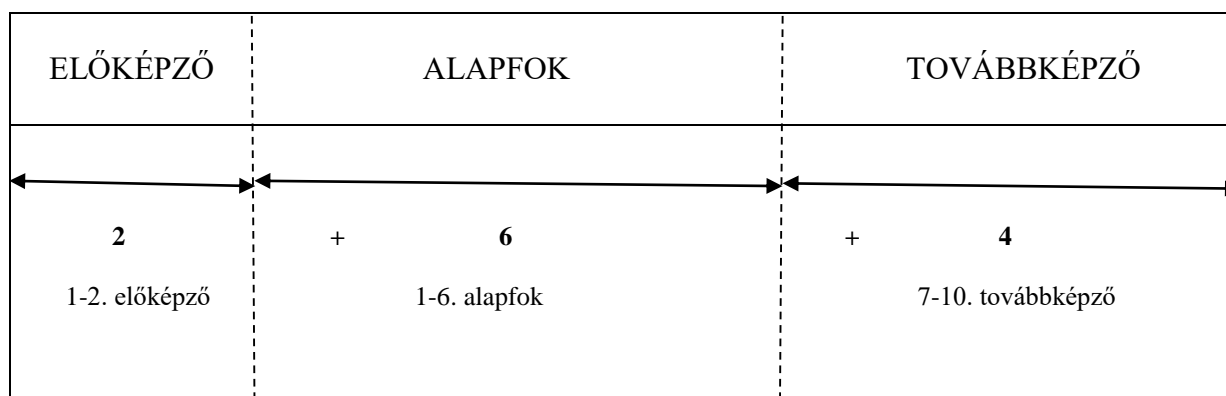 ELŐKÉPZŐ ALAPFOK TOVÁBBKÉPZŐ
2 + 6 + 4
1-2. előképző 1-6. alapfok 7-10. továbbképző